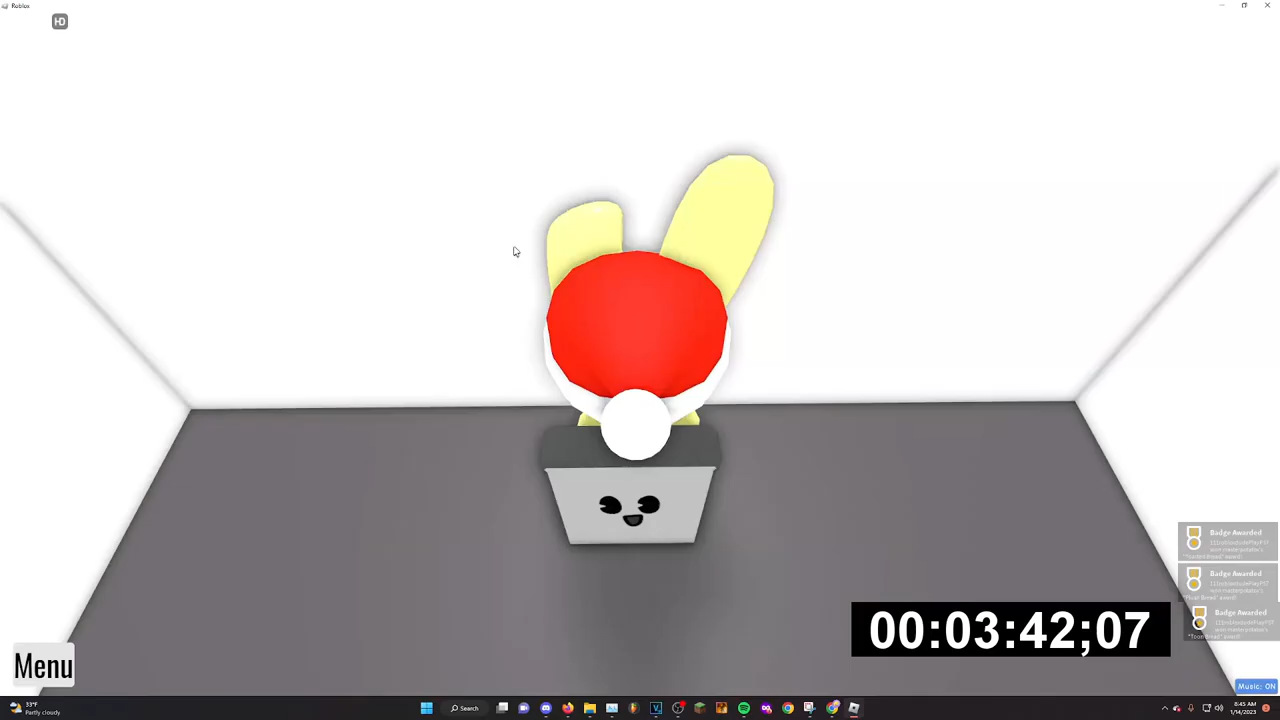 Roblox
HD
Badge Awarded
Badge Awarded
Badge Awarded
00:03:42;07
Menu
Music: ON
33°F
Partly cloudy
Search
8:45 AM
1/14/2023